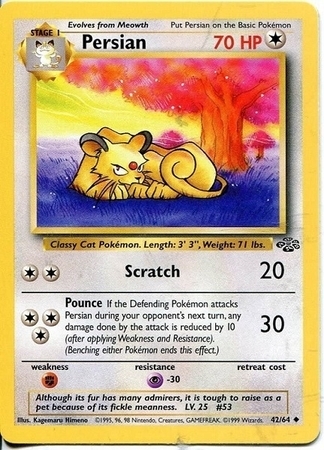 Evolves from Meowth Put Persian on the Basic Pokémon
STAGE 1
Persian 70 HP
Classy Cat Pokémon. Length: 3' 3", Weight: 71 lbs.
Scratch 20
Pounce If the Defending Pokémon attacks
Persian during your opponent's next turn, any
damage done by the attack is reduced by 10
(after applying Weakness and Resistance).
(Benching either Pokémon ends this effect.)
30
weakness resistance retreat cost
-30
Although its fur has many admirers, it is tough to raise as a
pet because of its fickle meanness. LV. 25 #53
Illus. Kagemaru Himeno ©1995, 96, 98 Nintendo, Creatures, GAMEFREAK. ©1999 Wizards. 42/64